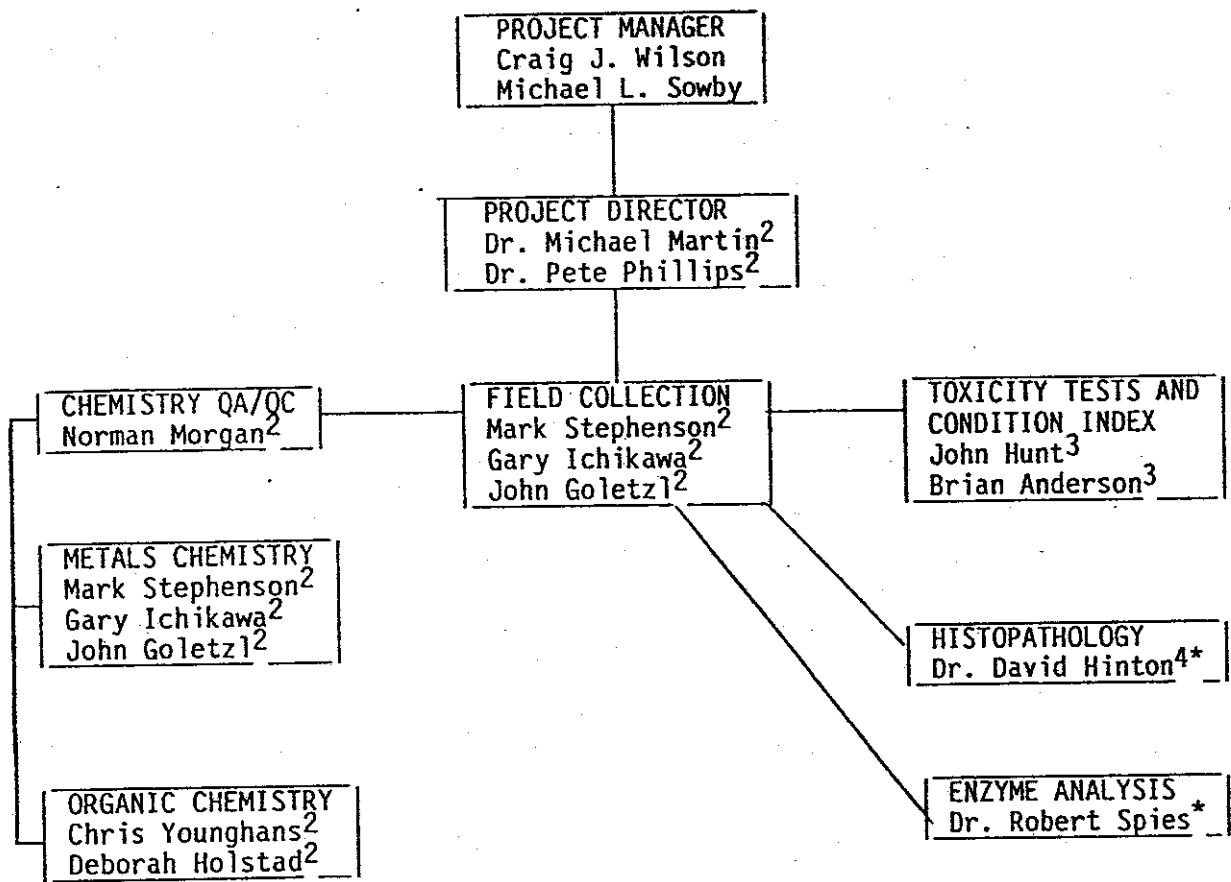 PROJECT MANAGER
Craig J. Wilson
Michael L. Sowby
PROJECT DIRECTOR
Dr. Michael Martin2
Dr. Pete Phillips2
CHEMISTRY QA/QC
Norman Morgan2
FIELD COLLECTION
Mark Stephenson2
Gary Ichikawa2
John Goletzl2
TOXICITY TESTS AND
CONDITION INDEX
John Hunt3
Brian Anderson3
METALS CHEMISTRY
Mark Stephenson2
Gary Ichikawa2
John Goletzl2
HISTOPATHOLOGY
Dr. David Hinton4*
ORGANIC CHEMISTRY
Chris Younghans2
Deborah Holstad2
ENZYME ANALYSIS
Dr. Robert Spies*